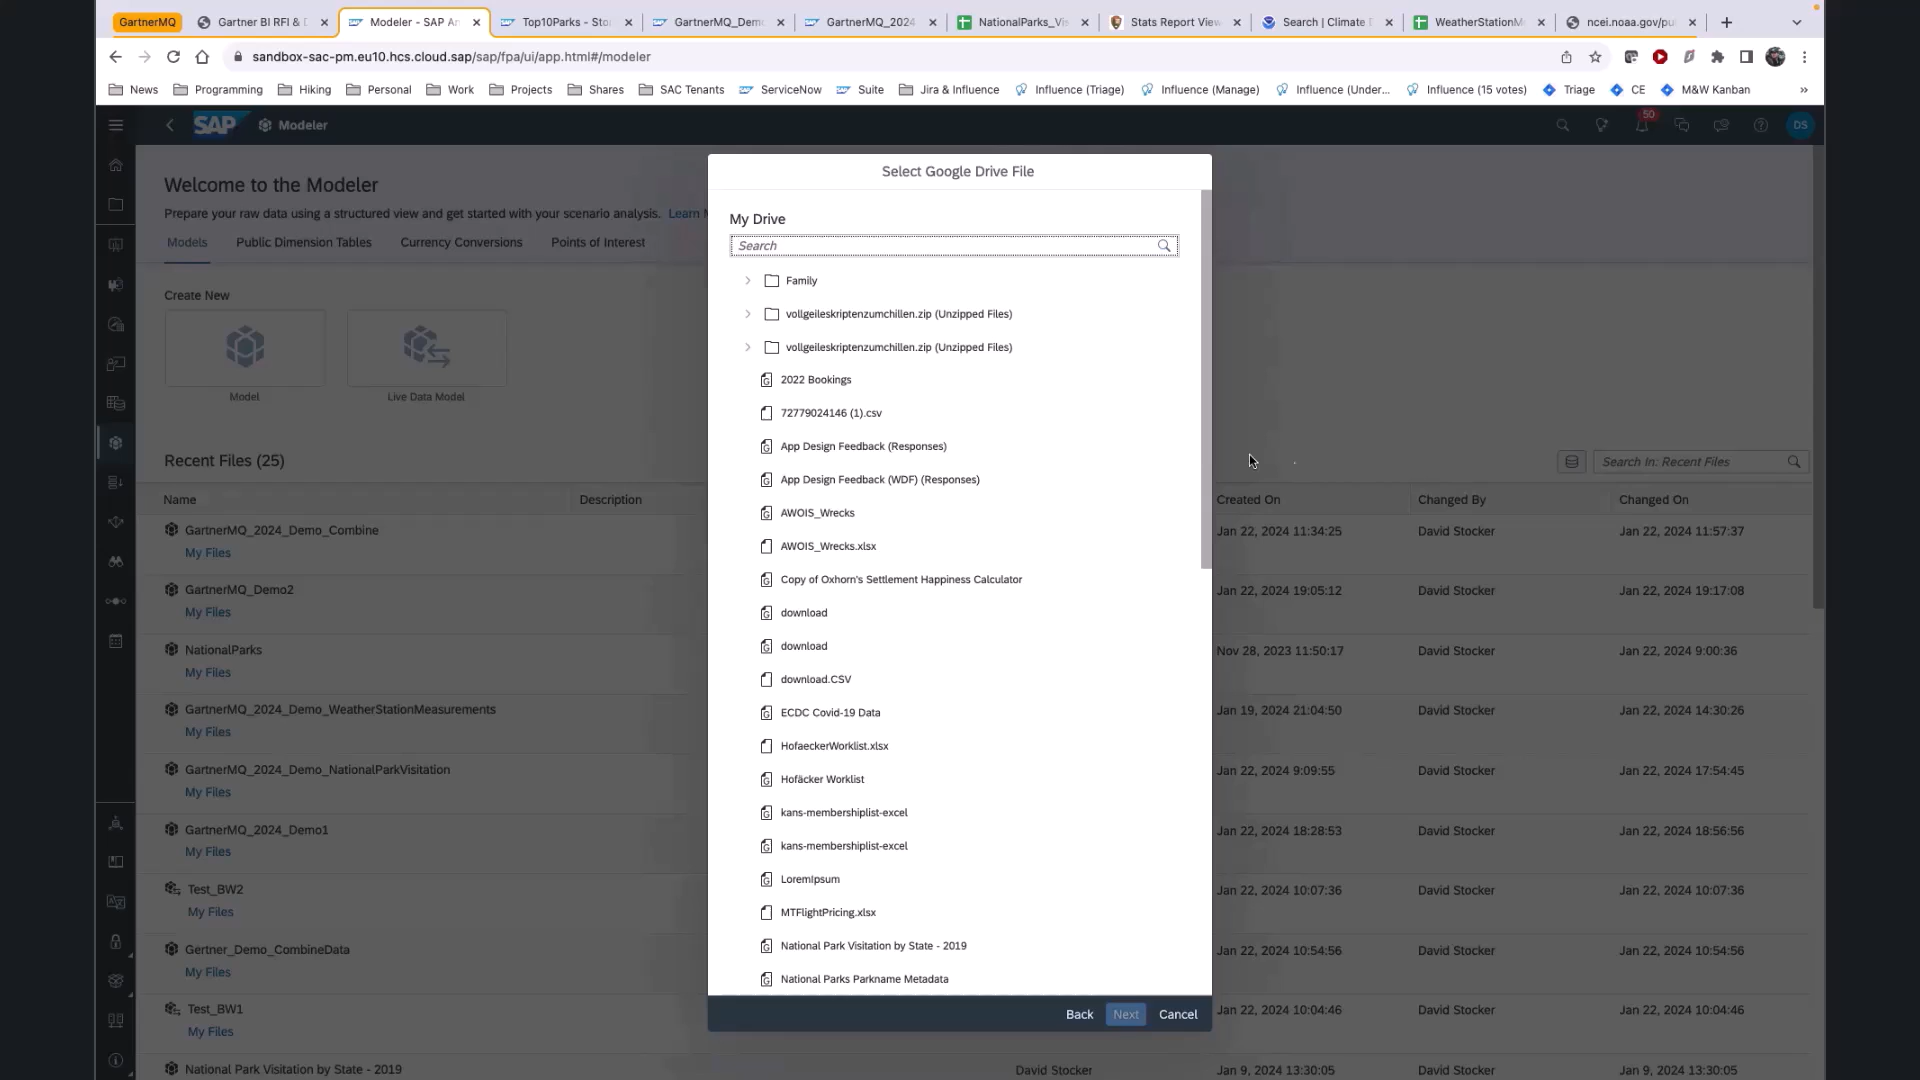 GartnerMQ
Gartner BI RFI & D
Modeler - SAP An
Top10Parks - Sto
GartnerMQ_Demo
GartnerMQ_2024
NationalParks_Vis
Stats Report View
Search | Climate D
WeatherStationM
ncei.noaa.gov/pu
sandbox-sac-pm.eu10.hcs.cloud.sap/sap/fpa/ui/app.html#/modeler
News
Programming
Hiking
Personal
Work
Projects
Shares
SAC Tenants
ServiceNow
Suite
Jira & Influence
Influence (Triage)
Influence (Manage)
Influence (Under...
Influence (15 votes)
Triage
CE
M&W Kanban
SAP
Modeler
50
DS
Welcome to the Modeler
Prepare your raw data using a structured view and get started with your scenario analysis. Learn M
Models
Public Dimension Tables
Currency Conversions
Points of Interest
Create New
Model
Live Data Model
Recent Files (25)
Search In: Recent Files
Name
Description
Created On
Changed By
Changed On
GartnerMQ_2024_Demo_Combine
My Files
Jan 22, 2024 11:34:25
David Stocker
Jan 22, 2024 11:57:37
GartnerMQ_Demo2
My Files
Jan 22, 2024 19:05:12
David Stocker
Jan 22, 2024 19:17:08
NationalParks
My Files
Nov 28, 2023 11:50:17
David Stocker
Jan 22, 2024 9:00:36
GartnerMQ_2024_Demo_WeatherStationMeasurements
My Files
Jan 19, 2024 21:04:50
David Stocker
Jan 22, 2024 14:30:26
GartnerMQ_2024_Demo_NationalParkVisitation
My Files
Jan 22, 2024 9:09:55
David Stocker
Jan 22, 2024 17:54:45
GartnerMQ_2024_Demo1
My Files
Jan 22, 2024 18:28:53
David Stocker
Jan 22, 2024 18:56:56
Test_BW2
My Files
Jan 22, 2024 10:07:36
David Stocker
Jan 22, 2024 10:07:36
Gertner_Demo_CombineData
My Files
Jan 22, 2024 10:54:56
David Stocker
Jan 22, 2024 10:54:56
Test_BW1
My Files
Jan 22, 2024 10:04:46
David Stocker
Jan 22, 2024 10:04:46
National Park Visitation by State - 2019
David Stocker
Jan 9, 2024 13:30:05
David Stocker
Jan 9, 2024 13:30:05
Select Google Drive File
My Drive
Search
Family
vollgeileskriptenzumchillen.zip (Unzipped Files)
vollgeileskriptenzumchillen.zip (Unzipped Files)
2022 Bookings
72779024146 (1).csv
App Design Feedback (Responses)
App Design Feedback (WDF) (Responses)
AWOIS_Wrecks
AWOIS_Wrecks.xlsx
Copy of Oxhorn's Settlement Happiness Calculator
download
download
download.CSV
ECDC Covid-19 Data
HofaeckerWorklist.xlsx
Hofäcker Worklist
kans-membershiplist-excel
kans-membershiplist-excel
LoremIpsum
MTFlightPricing.xlsx
National Park Visitation by State - 2019
National Parks Parkname Metadata
Back
Next
Cancel